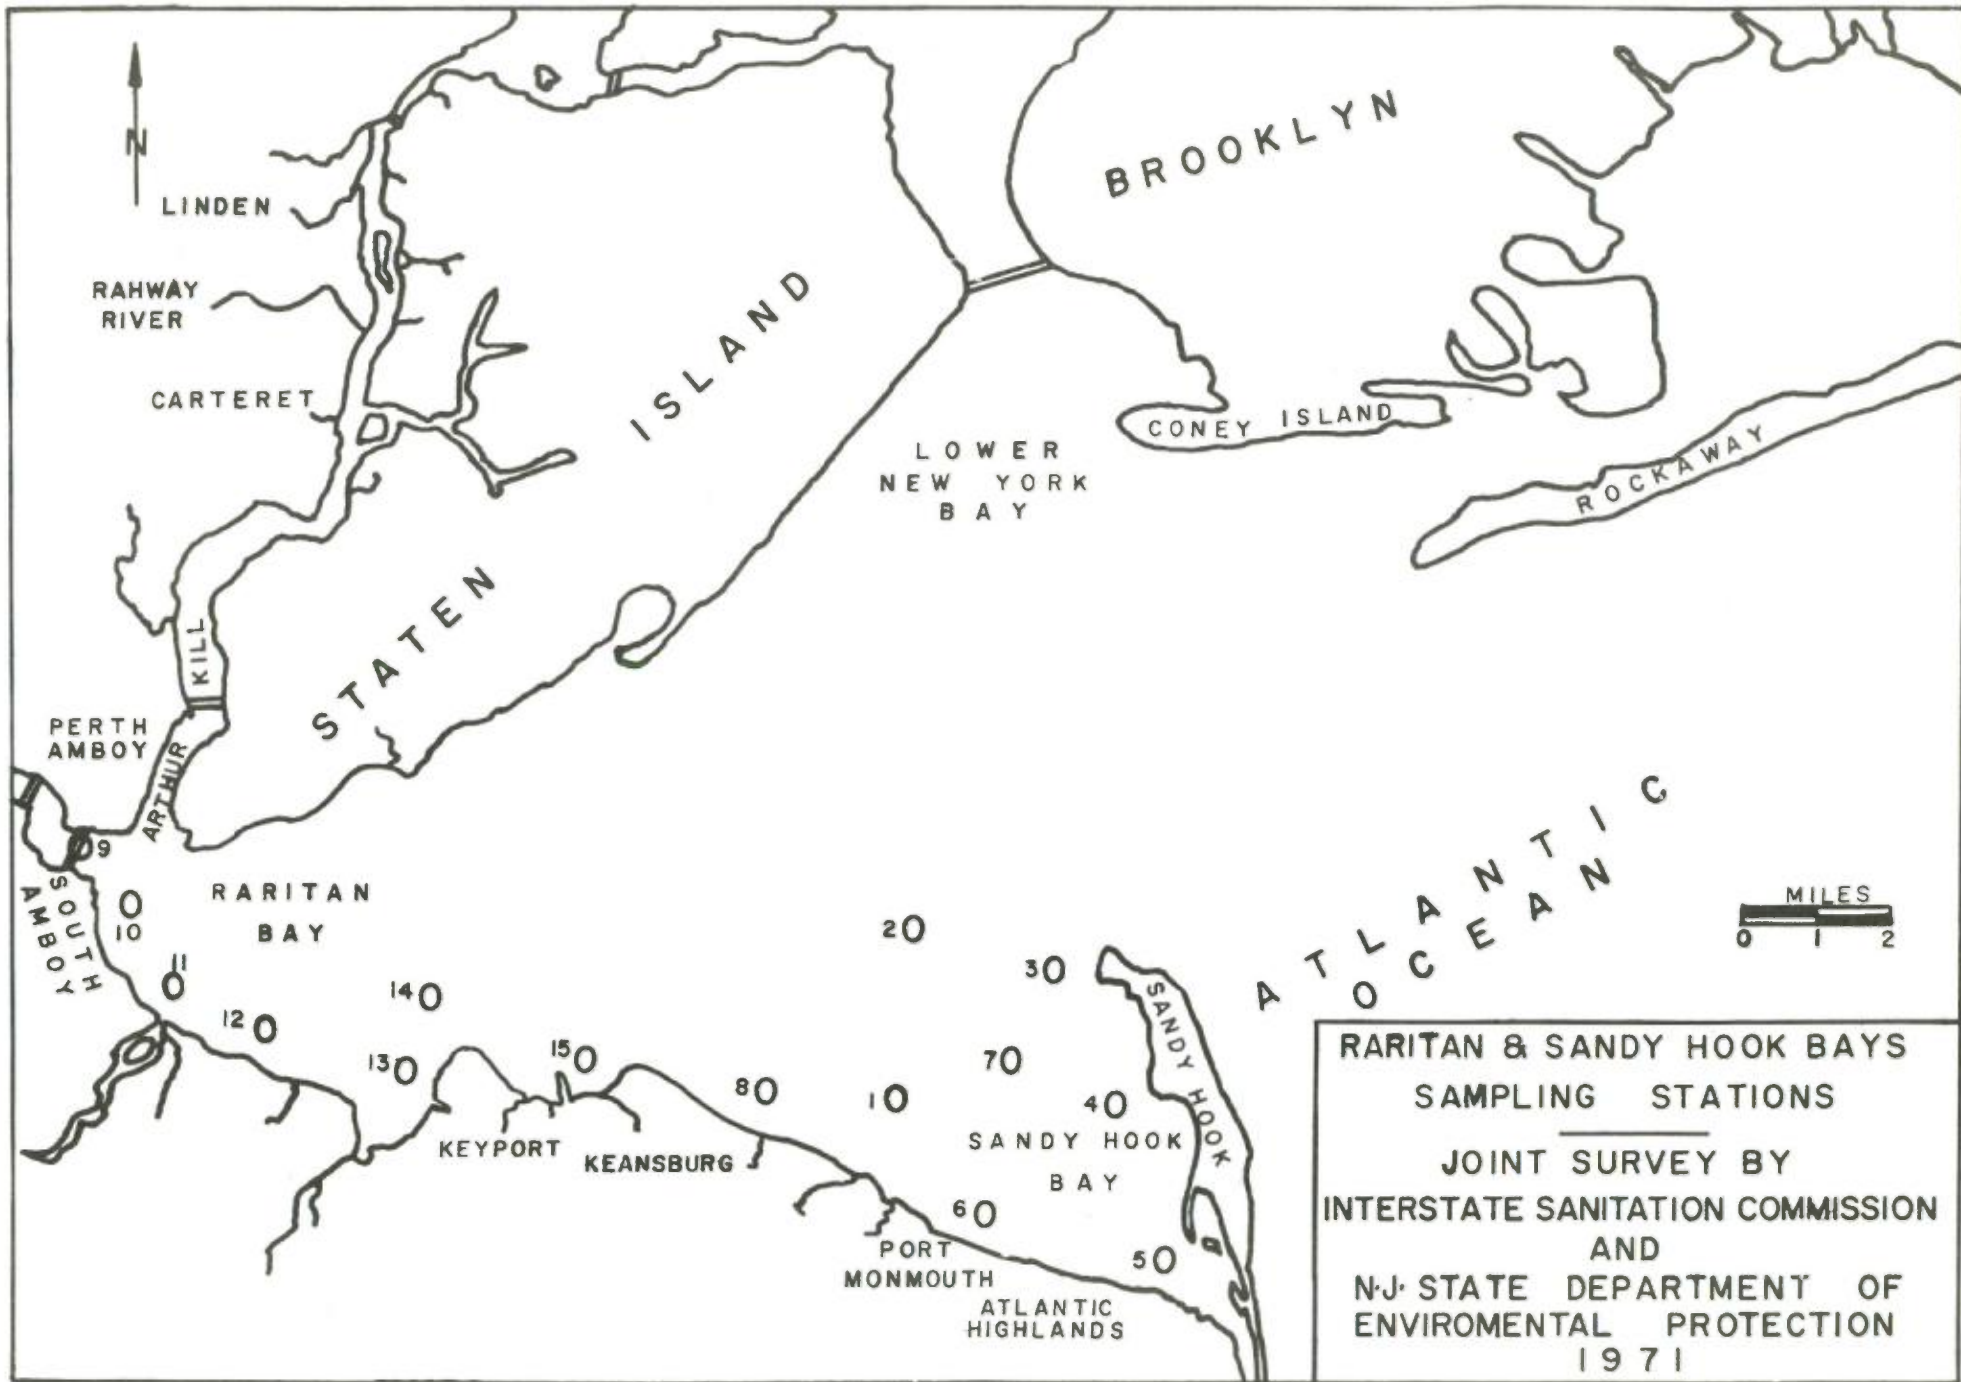 N
LINDEN
RAHWAY
RIVER
CARTERET
BROOKLYN
STATEN ISLAND
LOWER
NEW YORK
BAY
CONEY ISLAND
ROCKAWAY
ARTHUR KILL
PERTH
AMBOY
SOUTH
AMBOY
RARITAN
BAY
9
10
11
12
13
14
15
8
1
2
3
7
4
6
5
KEYPORT
KEANSBURG
SANDY HOOK
BAY
SANDY HOOK
PORT
MONMOUTH
ATLANTIC
HIGHLANDS
ATLANTIC
OCEAN
MILES
0 1 2
RARITAN & SANDY HOOK BAYS
SAMPLING STATIONS
JOINT SURVEY BY
INTERSTATE SANITATION COMMISSION
AND
N.J. STATE DEPARTMENT OF
ENVIROMENTAL PROTECTION
1971